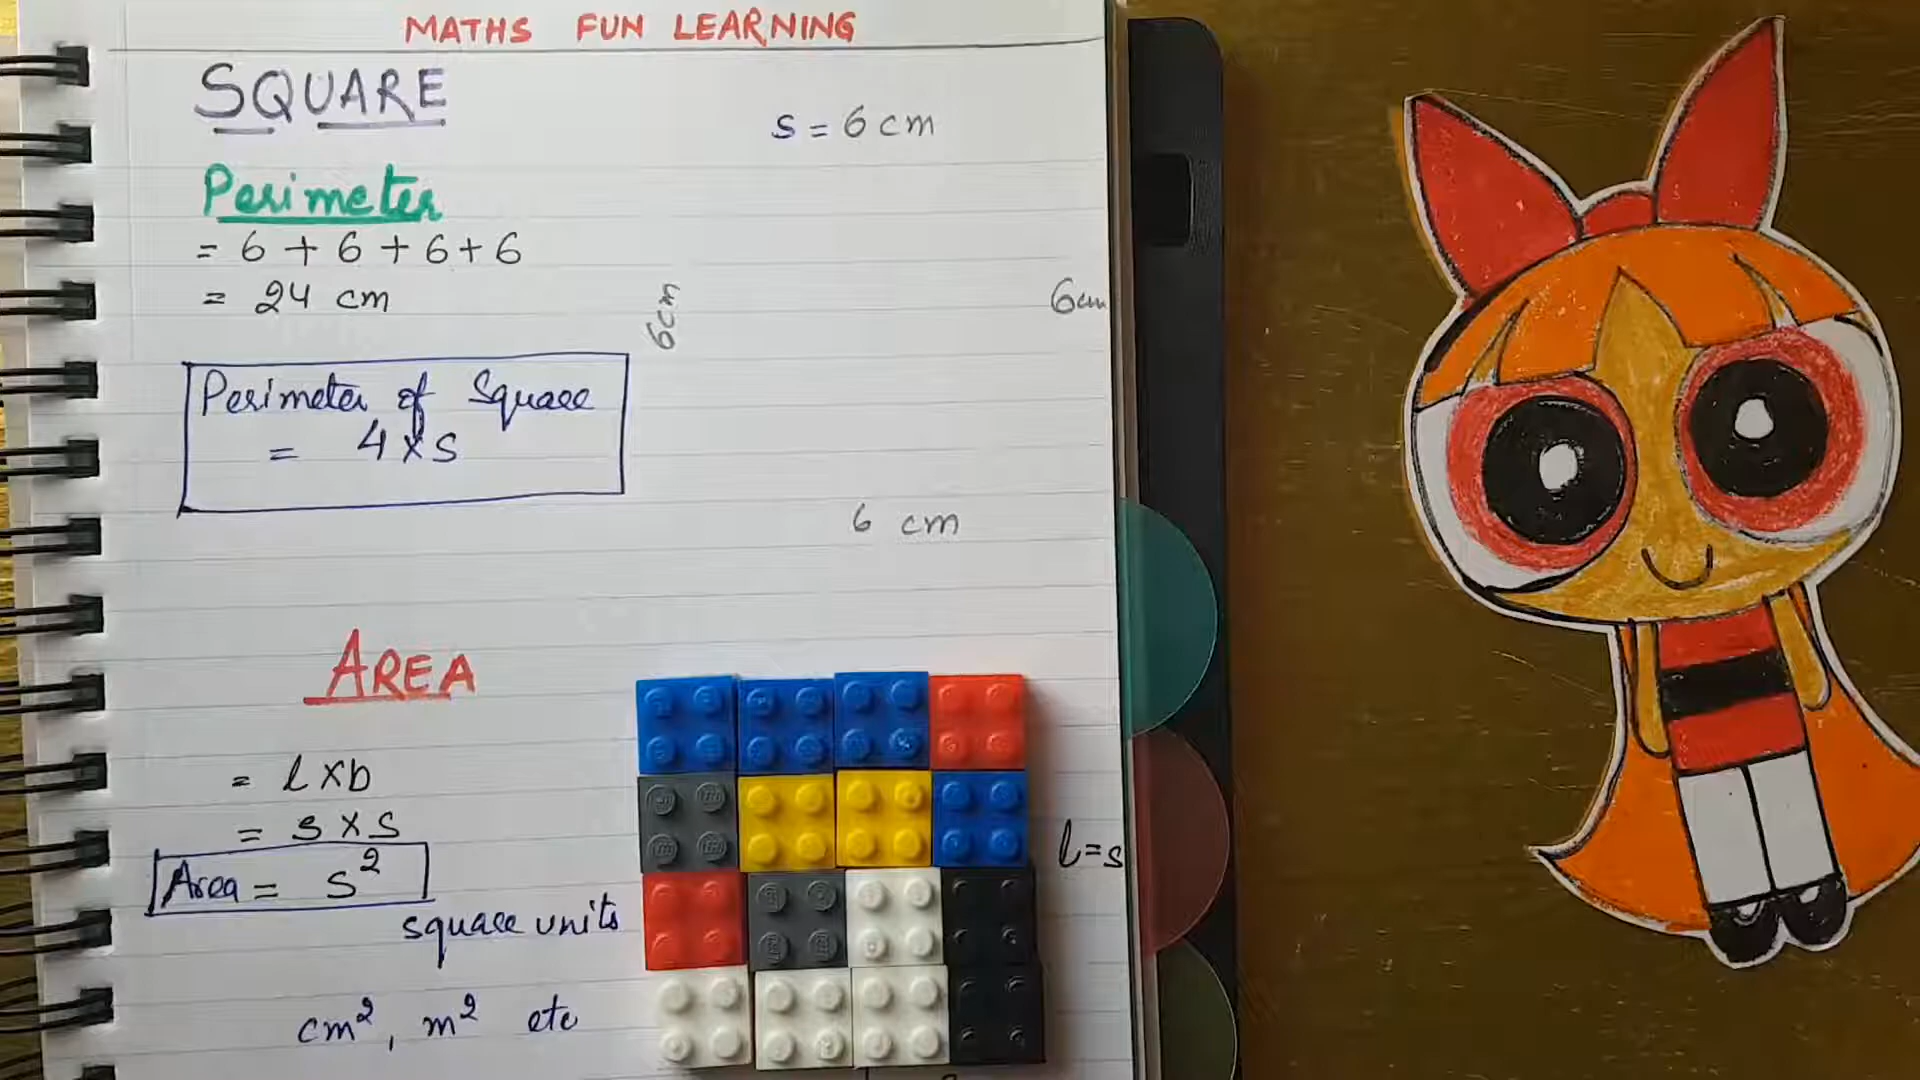 MATHS FUN LEARNING
SQUARE
s = 6 cm
Perimeter
= 6 + 6 + 6 + 6
= 24 cm
6cm
6cm
Perimeter of Square
= 4 x s
6 cm
AREA
= l x b
= s x s
l = s
Area = s²
square units
cm², m² etc